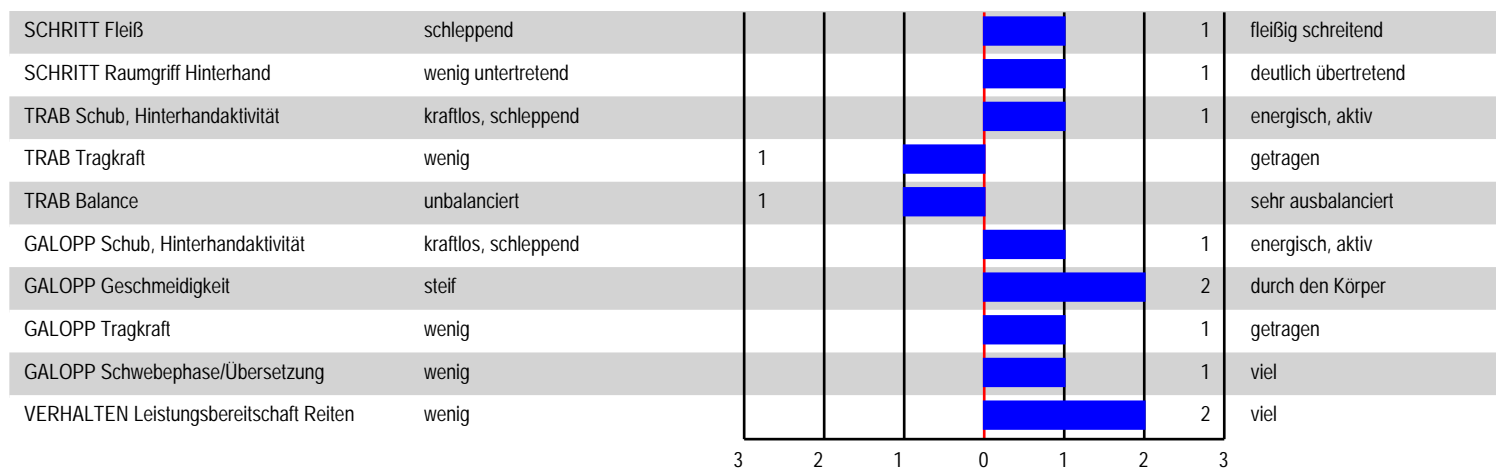 SCHRITT Fleiß schleppend 1 fleißig schreitend
SCHRITT Raumgriff Hinterhand wenig untertretend 1 deutlich übertretend
TRAB Schub, Hinterhandaktivität kraftlos, schleppend 1 energisch, aktiv
TRAB Tragkraft wenig 1 getragen
TRAB Balance unbalanciert 1 sehr ausbalanciert
GALOPP Schub, Hinterhandaktivität kraftlos, schleppend 1 energisch, aktiv
GALOPP Geschmeidigkeit steif 2 durch den Körper
GALOPP Tragkraft wenig 1 getragen
GALOPP Schwebephase/Übersetzung wenig 1 viel
VERHALTEN Leistungsbereitschaft Reiten wenig 2 viel
3 2 1 0 1 2 3